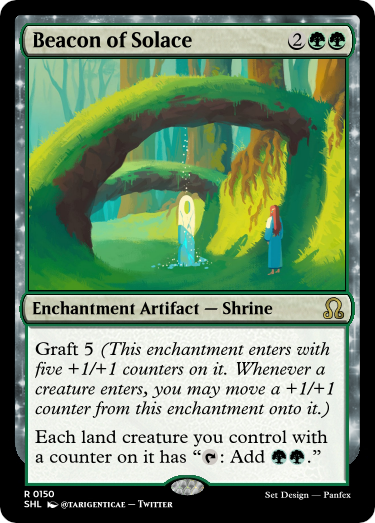 Beacon of Solace 2
Enchantment Artifact — Shrine
Graft 5 (This enchantment enters with
five +1/+1 counters on it. Whenever a
creature enters, you may move a +1/+1
counter from this enchantment onto it.)
Each land creature you control with
a counter on it has “: Add .”
R 0150
SHL @TARIGENTICAE — TWITTER
Set Design — Panfex